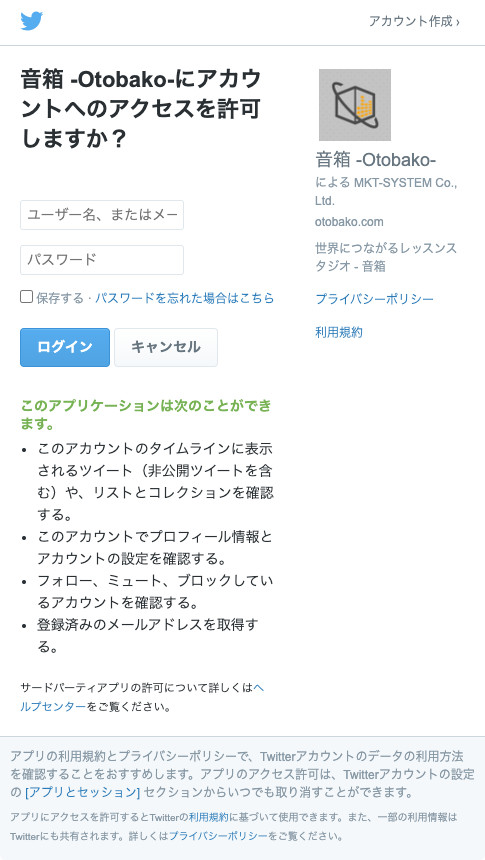 アカウント作成 ›
音箱 -Otobako-にアカウ
ントへのアクセスを許可
しますか？
ユーザー名、またはメー
パスワード
保存する · パスワードを忘れた場合はこちら
ログイン キャンセル
このアプリケーションは次のことができ
ます。
• このアカウントのタイムラインに表示
されるツイート（非公開ツイートを含
む）や、リストとコレクションを確認
する。
• このアカウントでプロフィール情報と
アカウントの設定を確認する。
• フォロー、ミュート、ブロックしてい
るアカウントを確認する。
• 登録済みのメールアドレスを取得す
る。
サードパーティアプリの許可について詳しくはヘ
ルプセンターをご覧ください。
音箱 -Otobako-
による MKT-SYSTEM Co.,
Ltd.
otobako.com
世界につながるレッスンス
タジオ - 音箱
プライバシーポリシー
利用規約
アプリの利用規約とプライバシーポリシーで、Twitterアカウントのデータの利用方法
を確認することをおすすめします。アプリのアクセス許可は、Twitterアカウントの設定
の [アプリとセッション] セクションからいつでも取り消すことができます。
アプリにアクセスを許可するとTwitterの利用規約に基づいて使用できます。また、一部の利用情報は
Twitterにも共有されます。詳しくはプライバシーポリシーをご覧ください。